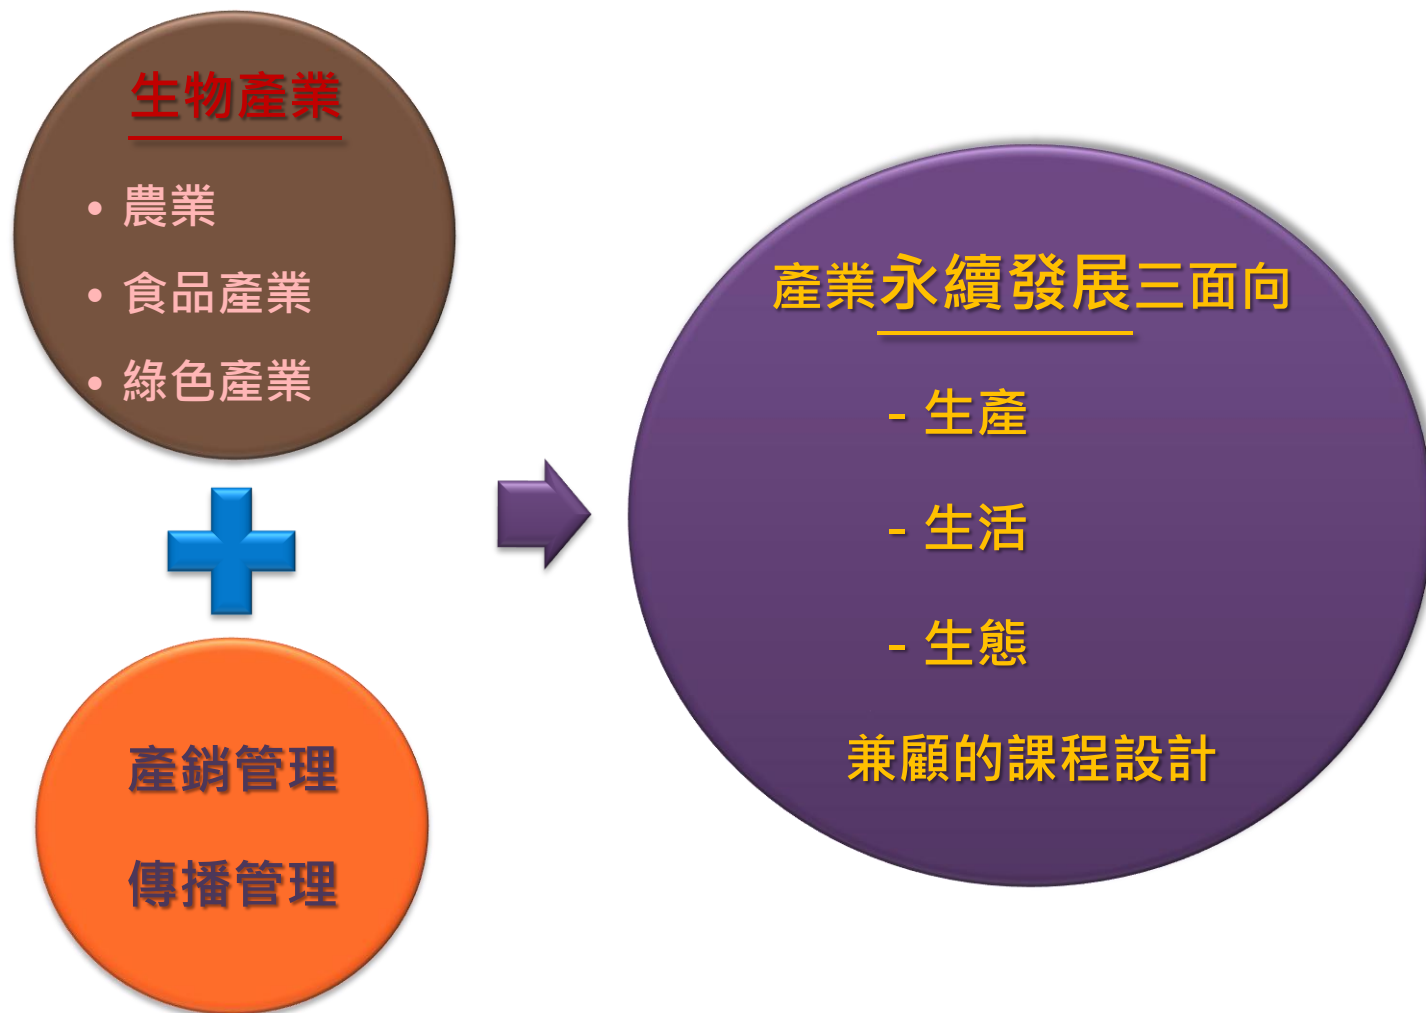 生物產業
• 農業
• 食品產業
• 綠色產業
產銷管理
傳播管理
產業永續發展三面向
- 生產
- 生活
- 生態
兼顧的課程設計